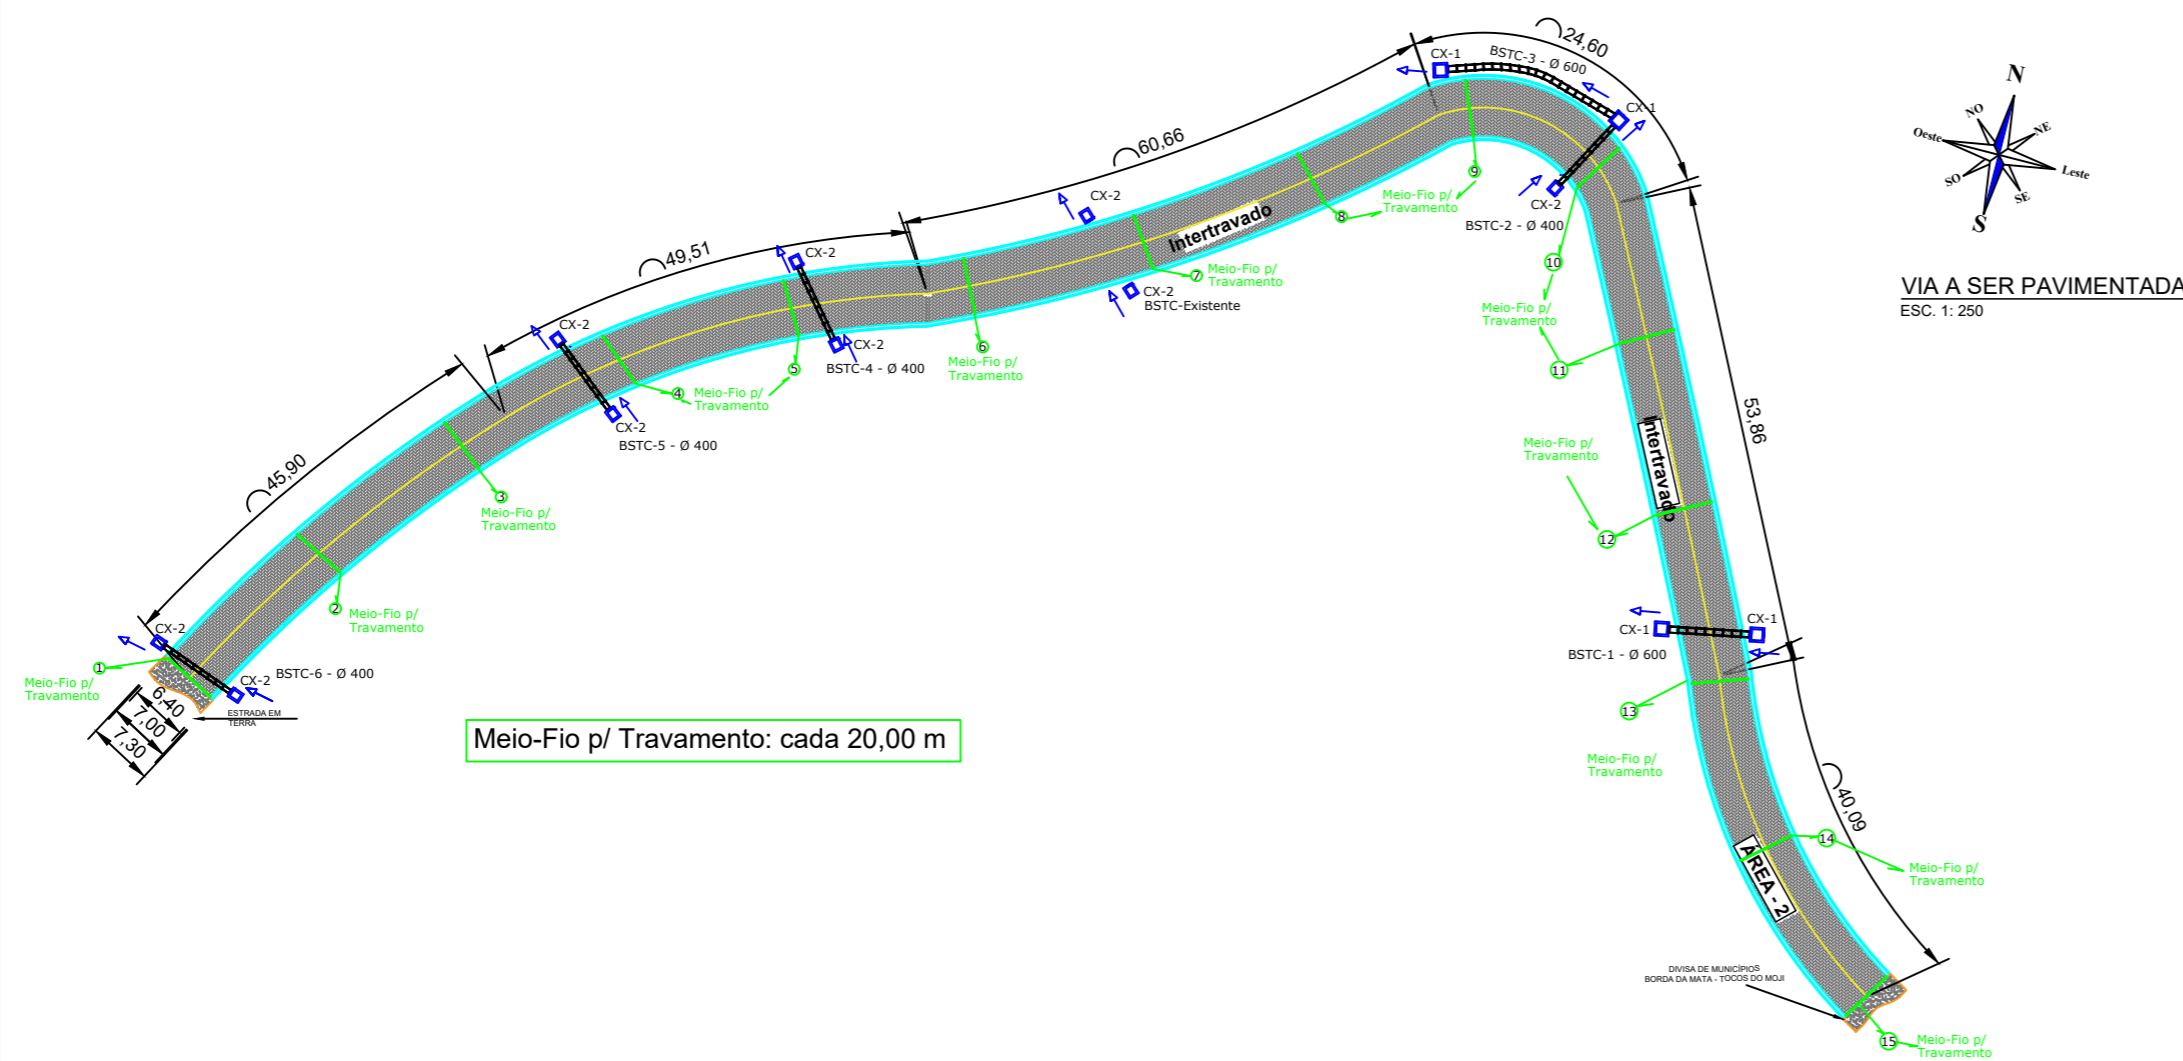 24,60
CX-1
BSTC-3 - Ø 600
CX-1
60,66
CX-2
Intertravado
8
Meio-Fio p/
Travamento
9
CX-2
BSTC-2 - Ø 400
10
Meio-Fio p/
Travamento
11
N
NO
NE
Oeste
Leste
SO
SE
S
VIA A SER PAVIMENTADA
ESC. 1: 250
49,51
CX-2
CX-2
7
Meio-Fio p/
Travamento
CX-2
BSTC-Existente
6
Meio-Fio p/
Travamento
CX-2
BSTC-4 - Ø 400
5
4
Meio-Fio p/
Travamento
CX-2
BSTC-5 - Ø 400
45,90
3
Meio-Fio p/
Travamento
2
Meio-Fio p/
Travamento
CX-2
1
Meio-Fio p/
Travamento
CX-2
BSTC-6 - Ø 400
ESTRADA EM
TERRA
6,40
7,00
7,30
Meio-Fio p/ Travamento: cada 20,00 m
53,86
Intertravado
Meio-Fio p/
Travamento
12
CX-1
CX-1
BSTC-1 - Ø 600
13
Meio-Fio p/
Travamento
40,09
14
Meio-Fio p/
Travamento
ÁREA - 2
DIVISA DE MUNICÍPIOS
BORDA DA MATA - TOCOS DO MOJI
15
Meio-Fio p/
Travamento